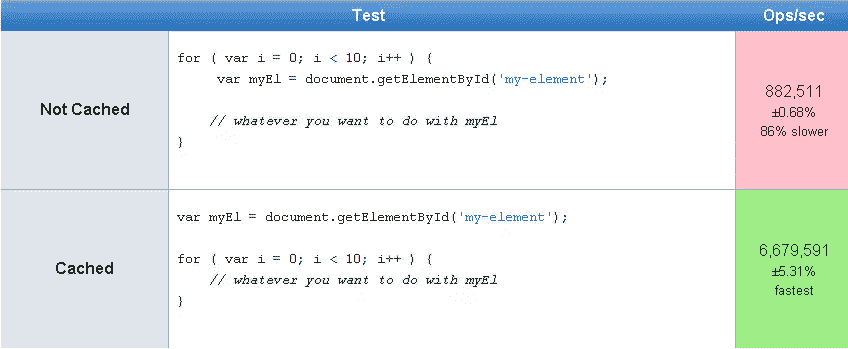 Test Ops/sec
Not Cached
for ( var i = 0; i < 10; i++ ) {
var myEl = document.getElementById('my-element');
// whatever you want to do with myEl
}
882,511
±0.68%
86% slower
Cached
var myEl = document.getElementById('my-element');
for ( var i = 0; i < 10; i++ ) {
// whatever you want to do with myEl
}
6,679,591
±5.31%
fastest